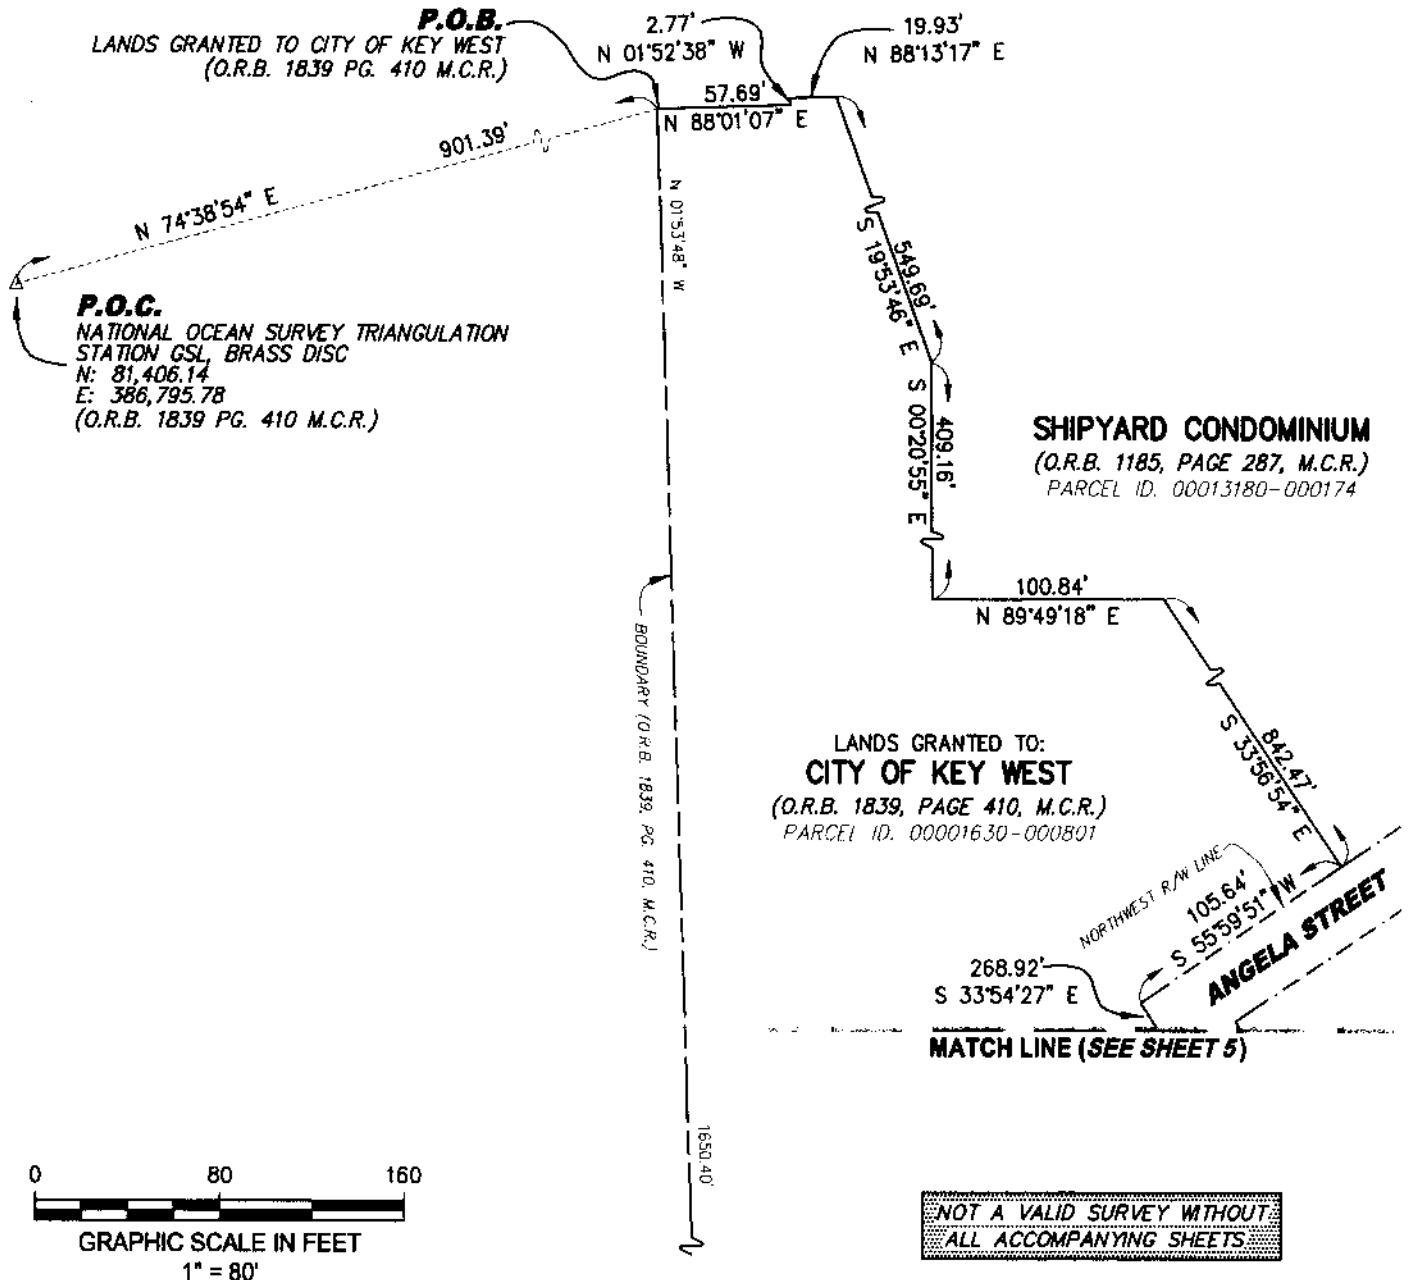 P.O.B.
LANDS GRANTED TO CITY OF KEY WEST
(O.R.B. 1839 PG. 410 M.C.R.)
2.77'
N 01°52'38" W
19.93'
N 88°13'17" E
57.69'
N 88°01'07" E
901.39'
N 74°38'54" E
P.O.C.
NATIONAL OCEAN SURVEY TRIANGULATION
STATION GSL, BRASS DISC
N: 81,406.14
E: 386,795.78
(O.R.B. 1839 PG. 410 M.C.R.)
N 01°53'48" W
549.69'
S 19°53'46" E
409.16'
S 00°20'55" E
SHIPYARD CONDOMINIUM
(O.R.B. 1185, PAGE 287, M.C.R.)
PARCEL ID. 00013180-000174
100.84'
N 89°49'18" E
BOUNDARY (O.R.B. 1839, PG. 410, M.C.R.)
842.47'
S 33°56'54" E
LANDS GRANTED TO:
CITY OF KEY WEST
(O.R.B. 1839, PAGE 410, M.C.R.)
PARCEL ID. 00001630-000801
NORTHWEST R/W LINE
105.64'
S 55°59'51" W
ANGELA STREET
268.92'
S 33°54'27" E
MATCH LINE (SEE SHEET 5)
1650.40'
0 80 160
GRAPHIC SCALE IN FEET
1" = 80'
NOT A VALID SURVEY WITHOUT
ALL ACCOMPANYING SHEETS